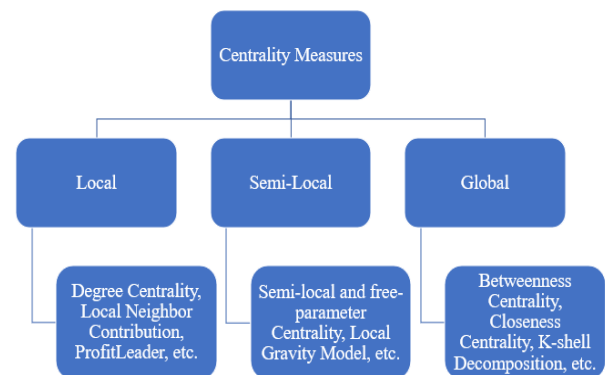 Centrality Measures
Local
Semi-Local
Global
Degree Centrality,
Local Neighbor
Contribution,
ProfitLeader, etc.
Semi-local and free-
parameter
Centrality, Local
Gravity Model, etc.
Betweenness
Centrality,
Closeness
Centrality, K-shell
Decomposition, etc.